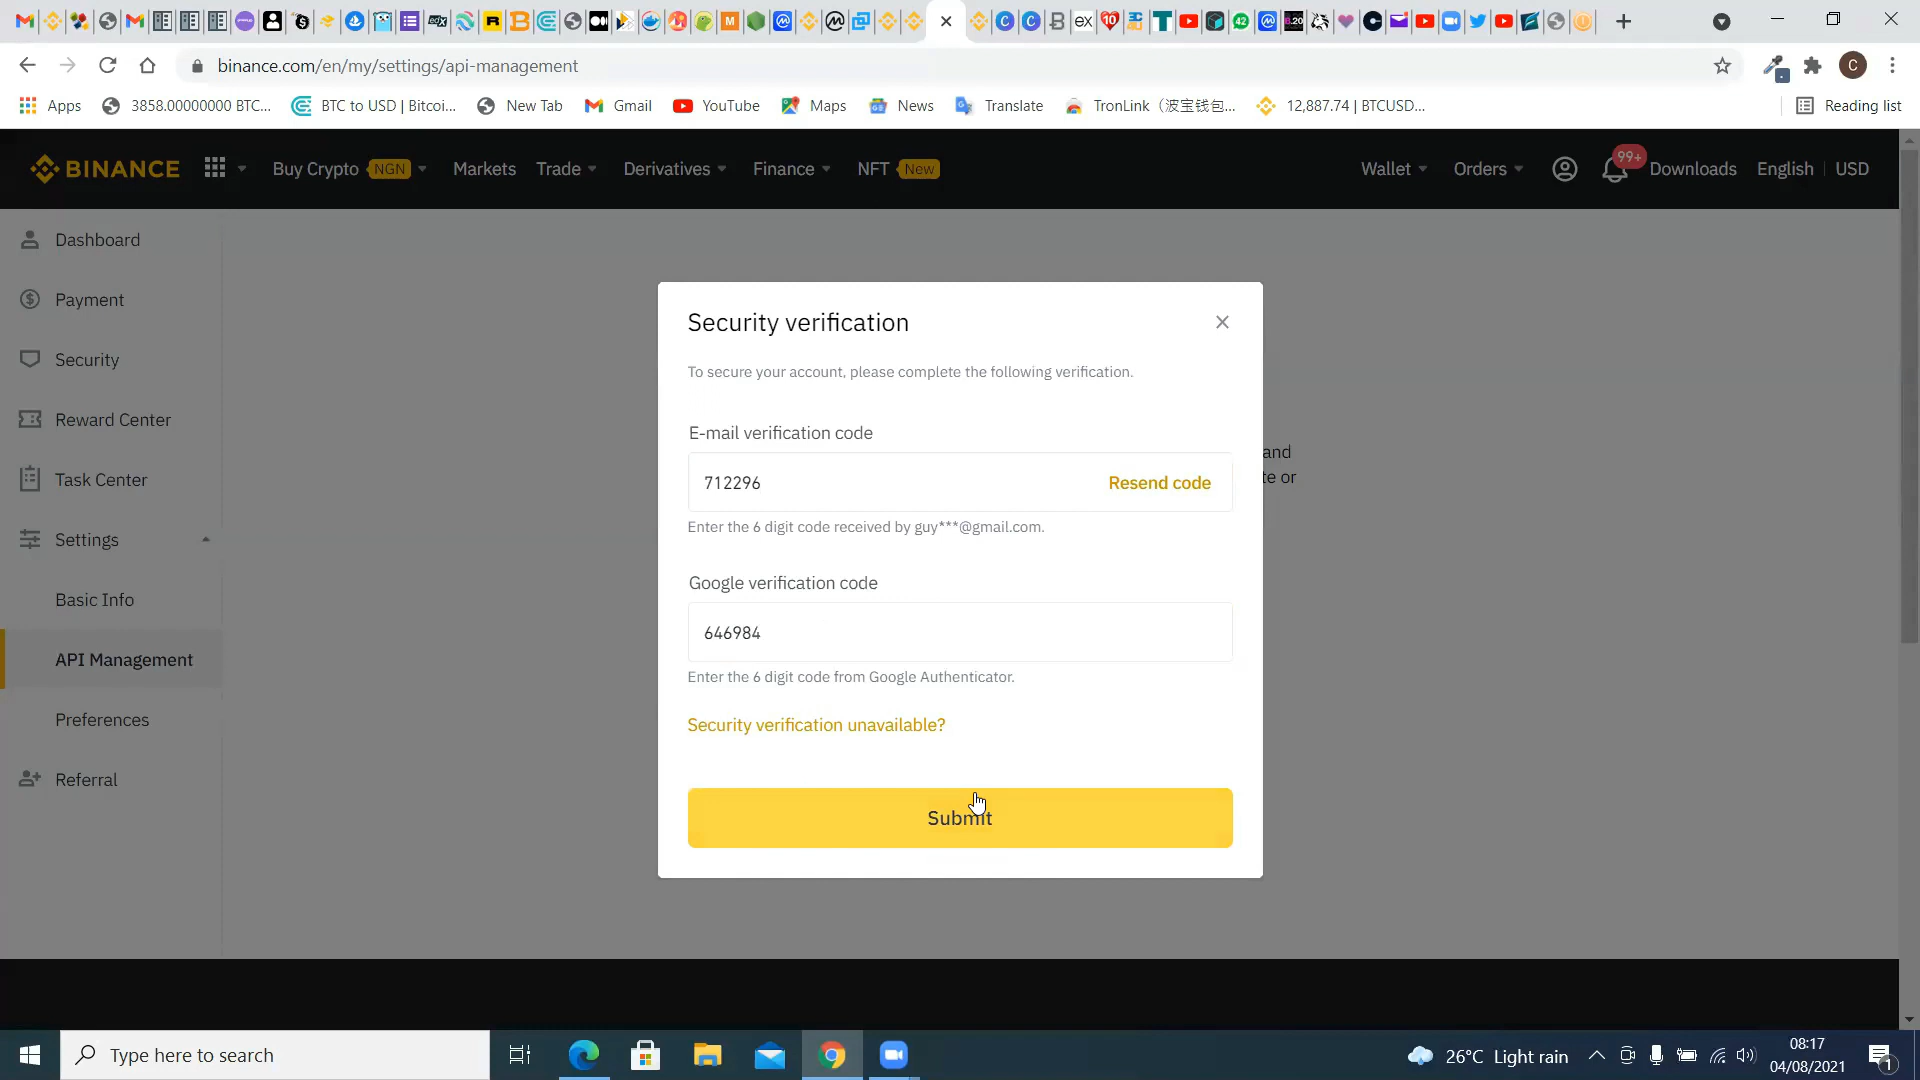 binance.com/en/my/settings/api-management
Apps 3858.00000000 BTC... BTC to USD | Bitcoi... New Tab Gmail YouTube Maps News Translate TronLink（波宝钱包... 12,887.74 | BTCUSD... Reading list
BINANCE Buy Crypto NGN Markets Trade Derivatives Finance NFT New Wallet Orders 99+ Downloads English USD
Dashboard
Payment
Security
Reward Center
Task Center
Settings
Basic Info
API Management
Preferences
Referral
Security verification
To secure your account, please complete the following verification.
E-mail verification code
712296 Resend code
Enter the 6 digit code received by guy***@gmail.com.
Google verification code
646984
Enter the 6 digit code from Google Authenticator.
Security verification unavailable?
Submit
and
te or
Type here to search
26°C Light rain
08:17
04/08/2021
1